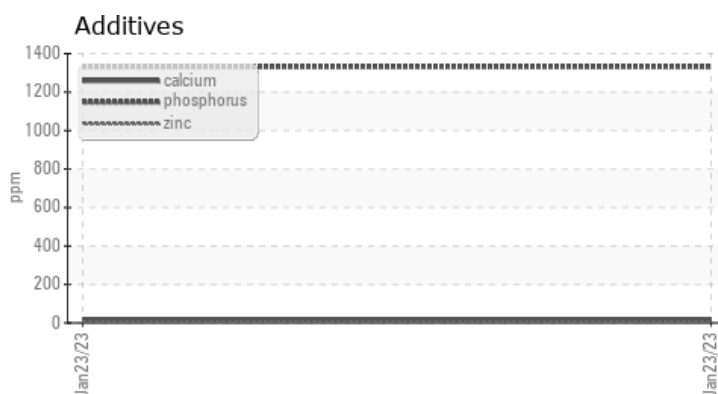 Additives
1400
1200
1000
800
600
400
200
0
ppm
calcium
phosphorus
zinc
Jan23/23
Jan23/23